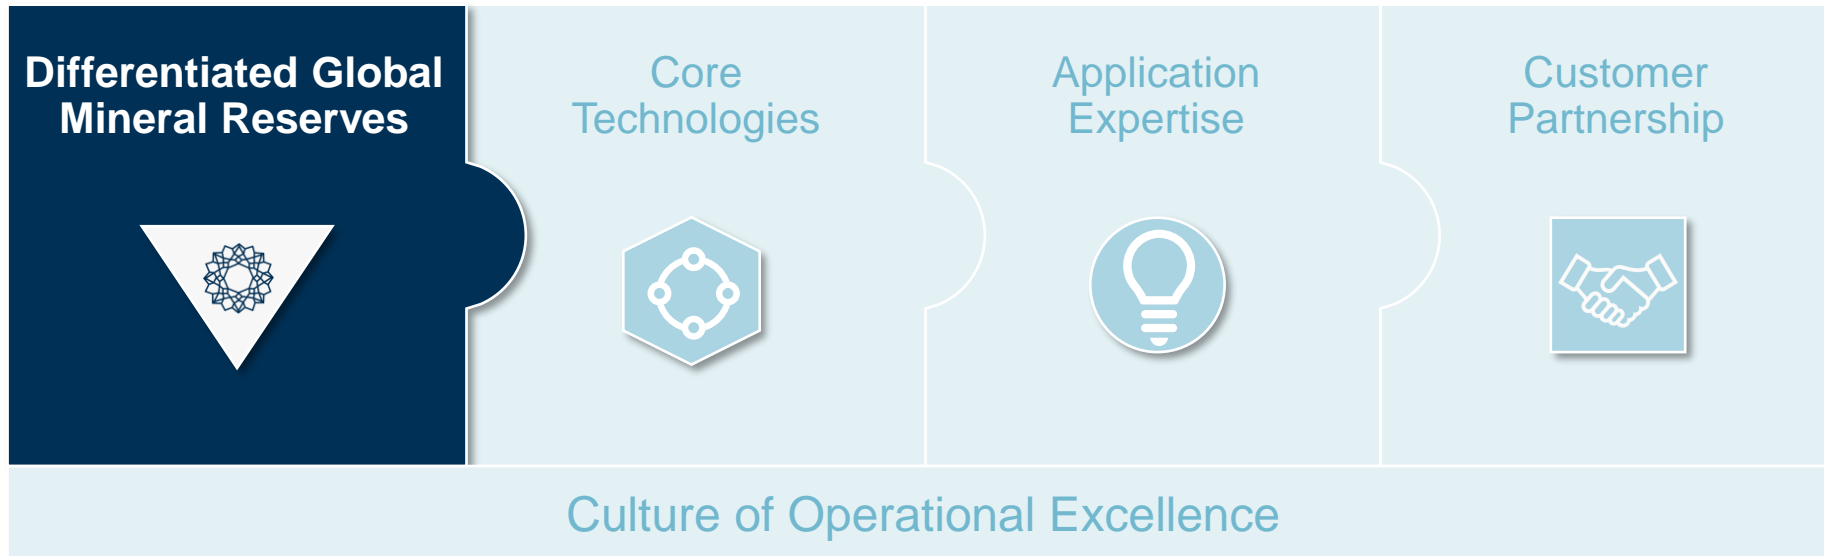 Differentiated Global
Mineral Reserves
Core
Technologies
Application
Expertise
Customer
Partnership
Culture of Operational Excellence